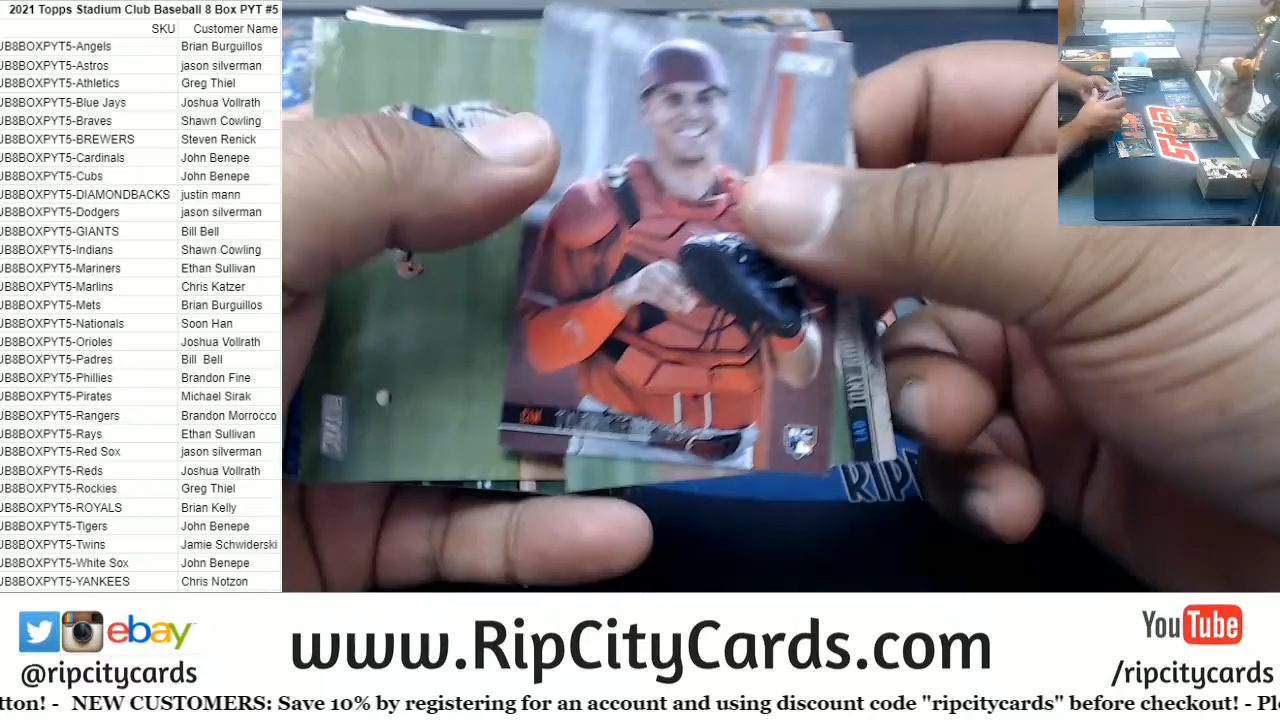 2021 Topps Stadium Club Baseball 8 Box PYT #5
SKU Customer Name
JB8BOXPYT5-Angels Brian Burguillos
JB8BOXPYT5-Astros jason silverman
JB8BOXPYT5-Athletics Greg Thiel
JB8BOXPYT5-Blue Jays Joshua Vollrath
JB8BOXPYT5-Braves Shawn Cowling
JB8BOXPYT5-BREWERS Steven Renick
JB8BOXPYT5-Cardinals John Benepe
JB8BOXPYT5-Cubs John Benepe
JB8BOXPYT5-DIAMONDBACKS justin mann
JB8BOXPYT5-Dodgers jason silverman
JB8BOXPYT5-GIANTS Bill Bell
JB8BOXPYT5-Indians Shawn Cowling
JB8BOXPYT5-Mariners Ethan Sullivan
JB8BOXPYT5-Marlins Chris Katzer
JB8BOXPYT5-Mets Brian Burguillos
JB8BOXPYT5-Nationals Soon Han
JB8BOXPYT5-Orioles Joshua Vollrath
JB8BOXPYT5-Padres Bill Bell
JB8BOXPYT5-Phillies Brandon Fine
JB8BOXPYT5-Pirates Michael Sirak
JB8BOXPYT5-Rangers Brandon Morrocco
JB8BOXPYT5-Rays Ethan Sullivan
JB8BOXPYT5-Red Sox jason silverman
JB8BOXPYT5-Reds Joshua Vollrath
JB8BOXPYT5-Rockies Greg Thiel
JB8BOXPYT5-ROYALS Brian Kelly
JB8BOXPYT5-Tigers John Benepe
JB8BOXPYT5-Twins Jamie Schwiderski
JB8BOXPYT5-White Sox John Benepe
JB8BOXPYT5-YANKEES Chris Notzon
topps
LAD TONY
RIP
ebay
@ripcitycards
www.RipCityCards.com
YouTube
/ripcitycards
tton! - NEW CUSTOMERS: Save 10% by registering for an account and using discount code "ripcitycards" before checkout! - Pl